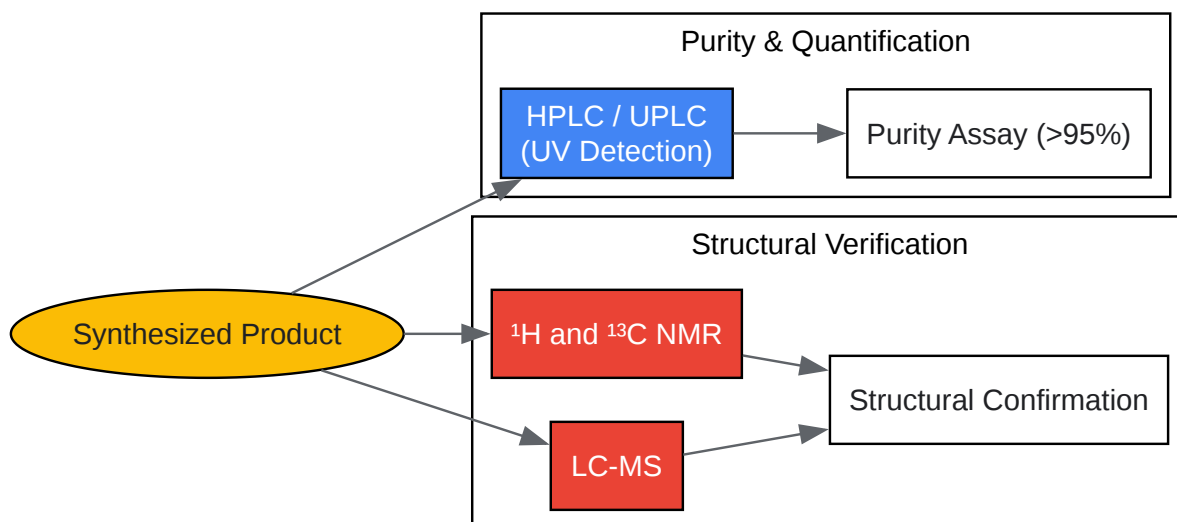 Purity & Quantification
HPLC / UPLC
(UV Detection)
Purity Assay (>95%)
Structural Verification
Synthesized Product
¹H and ¹³C NMR
Structural Confirmation
LC-MS